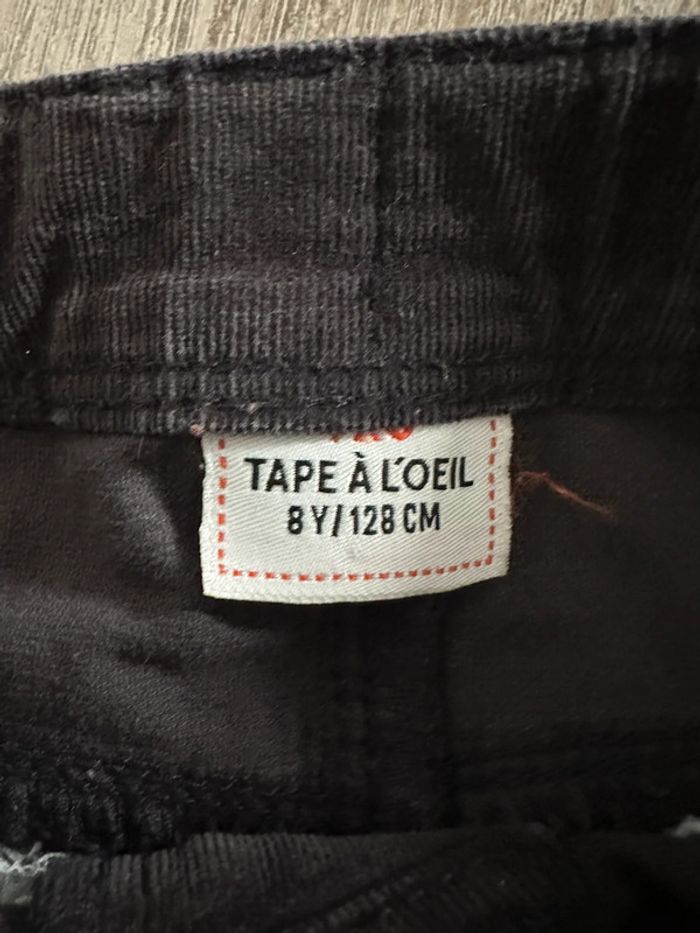 TAPE À L'OEIL
8 Y/128 CM